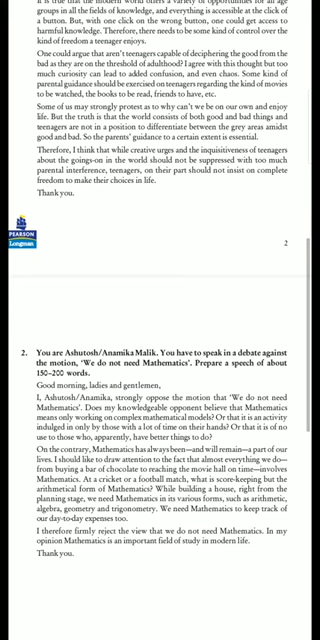 It is true that the modern world offers a variety of opportunities for all age
groups in all the fields of knowledge, and everything is accessible at the click of
a button. But, with one click on the wrong button, one could get access to
harmful knowledge. Therefore, there needs to be some kind of control over the
kind of freedom a teenager enjoys.
One could argue that aren't teenagers capable of deciphering the good from the
bad as they are on the threshold of adulthood? I agree with this thought but too
much curiosity can lead to added confusion, and even chaos. Some kind of
parental guidance should be exercised on teenagers regarding the kind of movies
to be watched, the books to be read, friends to have, etc.
Some of us may strongly protest as to why can't we be on our own and enjoy
life. But the truth is that the world consists of both good and bad things and
teenagers are not in a position to differentiate between the grey areas amidst
good and bad. So the parents' guidance to a certain extent is essential.
Therefore, I think that while creative urges and the inquisitiveness of teenagers
about the goings-on in the world should not be suppressed with too much
parental interference, teenagers, on their part should not insist on complete
freedom to make their choices in life.
Thank you.
PEARSON
Longman
2
2. You are Ashutosh/Anamika Malik. You have to speak in a debate against
the motion, 'We do not need Mathematics'. Prepare a speech of about
150–200 words.
Good morning, ladies and gentlemen,
I, Ashutosh/Anamika, strongly oppose the motion that 'We do not need
Mathematics'. Does my knowledgeable opponent believe that Mathematics
means only working on complex mathematical models? Or that it is an activity
indulged in only by those with a lot of time on their hands? Or that it is of no
use to those who, apparently, have better things to do?
On the contrary, Mathematics has always been—and will remain—a part of our
lives. I should like to draw attention to the fact that almost everything we do—
from buying a bar of chocolate to reaching the movie hall on time—involves
Mathematics. At a cricket or a football match, what is score-keeping but the
arithmetical form of Mathematics? While building a house, right from the
planning stage, we need Mathematics in its various forms, such as arithmetic,
algebra, geometry and trigonometry. We need Mathematics to keep track of
our day-to-day expenses too.
I therefore firmly reject the view that we do not need Mathematics. In my
opinion Mathematics is an important field of study in modern life.
Thank you.